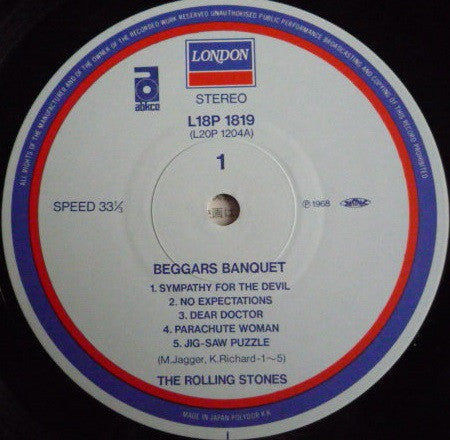 ALL RIGHTS OF THE MANUFACTURER AND OF THE OWNER OF THE RECORDED WORK RESERVED UNAUTHORISED PUBLIC PERFORMANCE BROADCASTING AND COPYING OF THIS RECORD PROHIBITED
LONDON
abkco
STEREO
L18P 1819
(L20P 1204A)
1
SPEED 33⅓
℗1968
BEGGARS BANQUET
1. SYMPATHY FOR THE DEVIL
2. NO EXPECTATIONS
3. DEAR DOCTOR
4. PARACHUTE WOMAN
5. JIG-SAW PUZZLE
(M.Jagger, K.Richard-1～5)
THE ROLLING STONES
MADE IN JAPAN POLYDOR K.K.